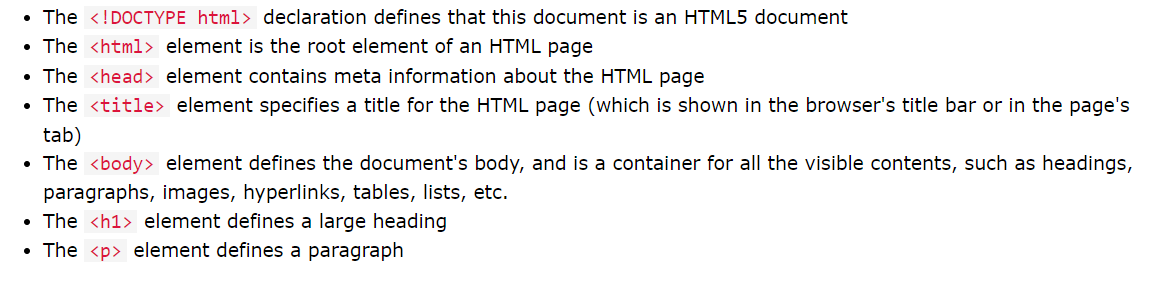 • The <!DOCTYPE html> declaration defines that this document is an HTML5 document
• The <html> element is the root element of an HTML page
• The <head> element contains meta information about the HTML page
• The <title> element specifies a title for the HTML page (which is shown in the browser's title bar or in the page's
tab)
• The <body> element defines the document's body, and is a container for all the visible contents, such as headings,
paragraphs, images, hyperlinks, tables, lists, etc.
• The <h1> element defines a large heading
• The <p> element defines a paragraph